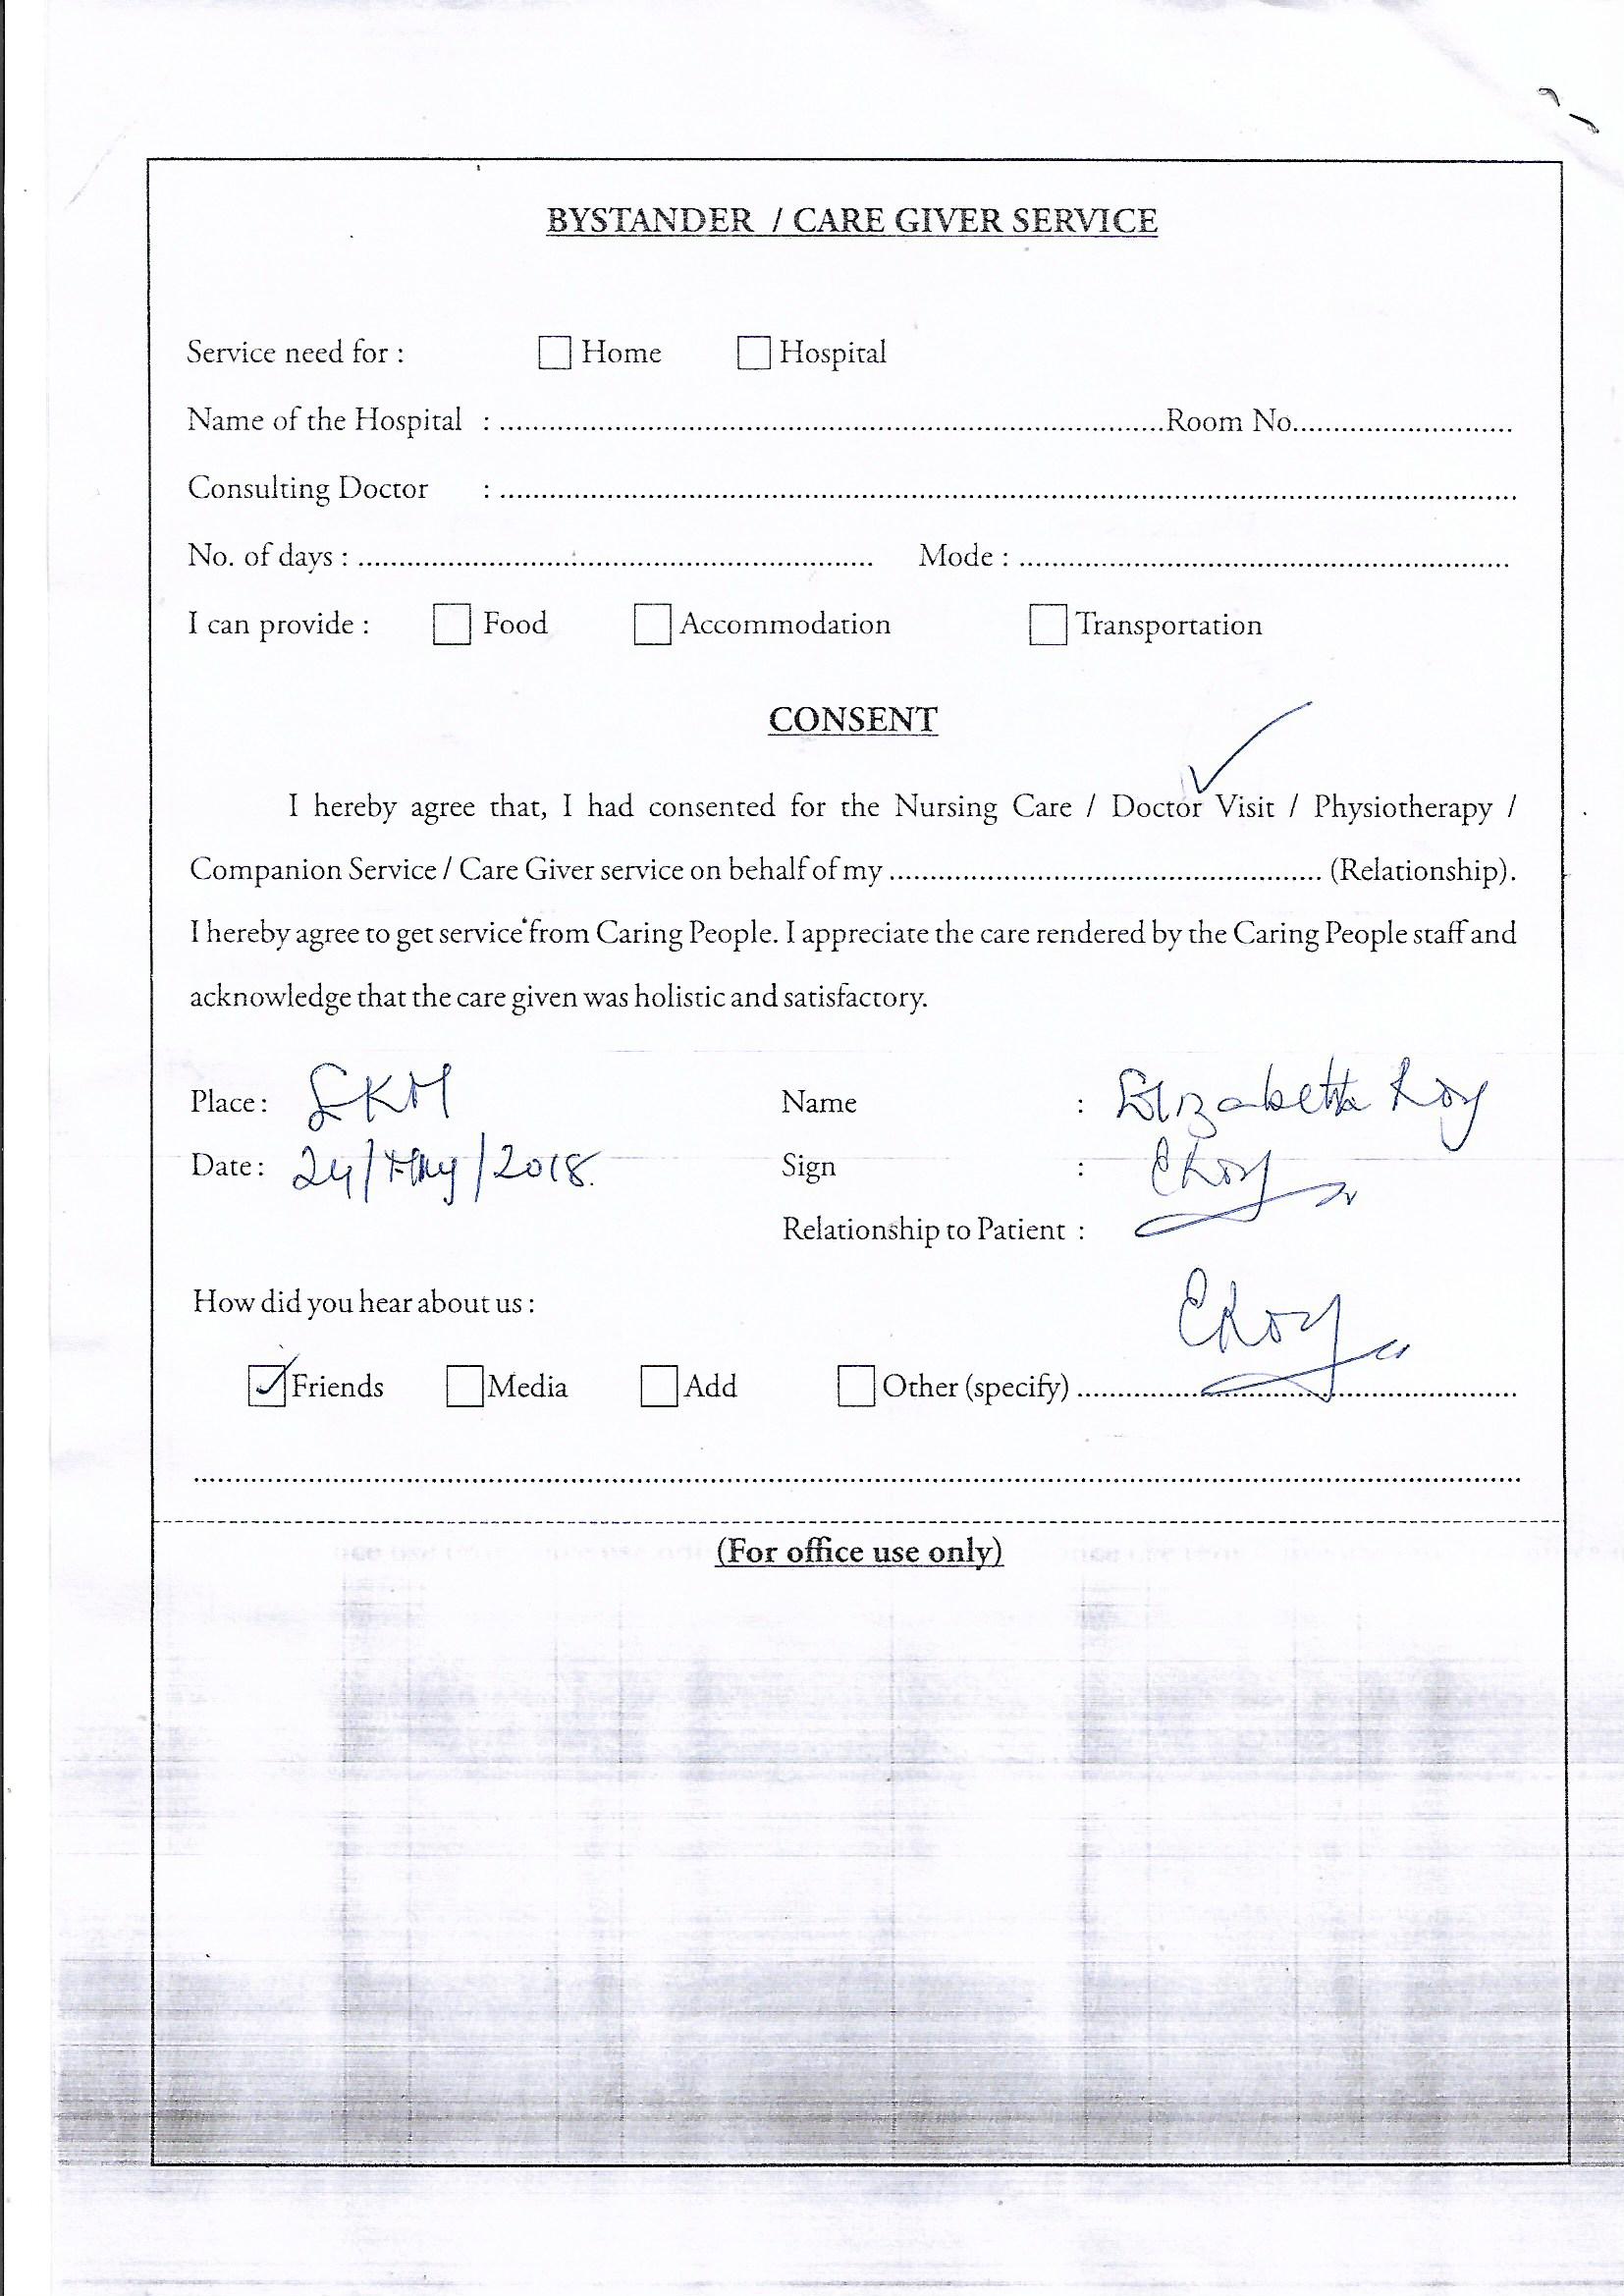 BYSTANDER / CARE GIVER SERVICE
Service need for : Home Hospital
Name of the Hospital : ........................................ Room No..........................
Consulting Doctor : ........................................
No. of days : ........................................ Mode : ........................................
I can provide : Food Accommodation Transportation
CONSENT
I hereby agree that, I had consented for the Nursing Care / Doctor Visit / Physiotherapy /
Companion Service / Care Giver service on behalf of my ........................................ (Relationship).
I hereby agree to get service from Caring People. I appreciate the care rendered by the Caring People staff and
acknowledge that the care given was holistic and satisfactory.
Place : Name : Elizabeth Roy
Date : 24/May/2018. Sign : ERoy
Relationship to Patient :
How did you hear about us : ERoy
✓ Friends Media Add Other (specify) ........................................
(For office use only)